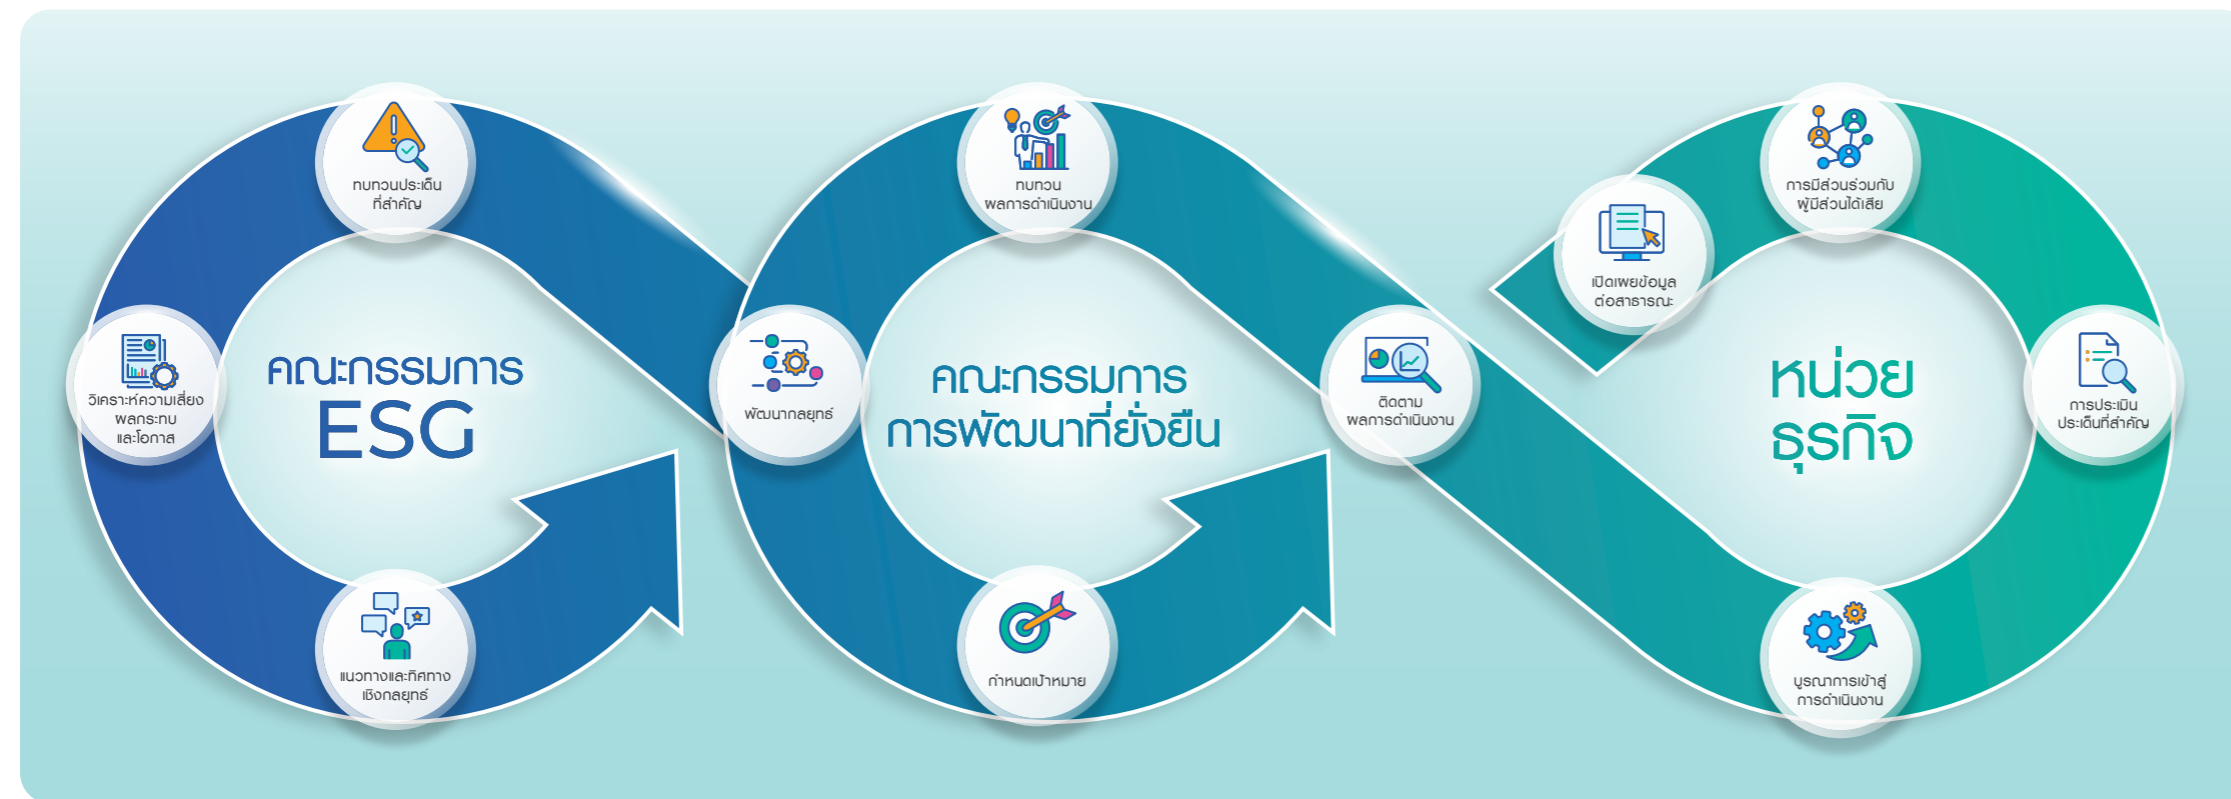 ทบทวนประเด็น
ที่สำคัญ
วิเคราะห์ความเสี่ยง
ผลกระทบ
และโอกาส
คณะกรรมการ
ESG
แนวทางและทิศทาง
เชิงกลยุทธ์
ทบทวน
ผลการดำเนินงาน
พัฒนากลยุทธ์
คณะกรรมการ
การพัฒนาที่ยั่งยืน
กำหนดเป้าหมาย
ติดตาม
ผลการดำเนินงาน
เปิดเผยข้อมูล
ต่อสาธารณะ
การมีส่วนร่วมกับ
ผู้มีส่วนได้เสีย
หน่วย
ธุรกิจ
การประเมิน
ประเด็นที่สำคัญ
บูรณาการเข้าสู่
การดำเนินงาน